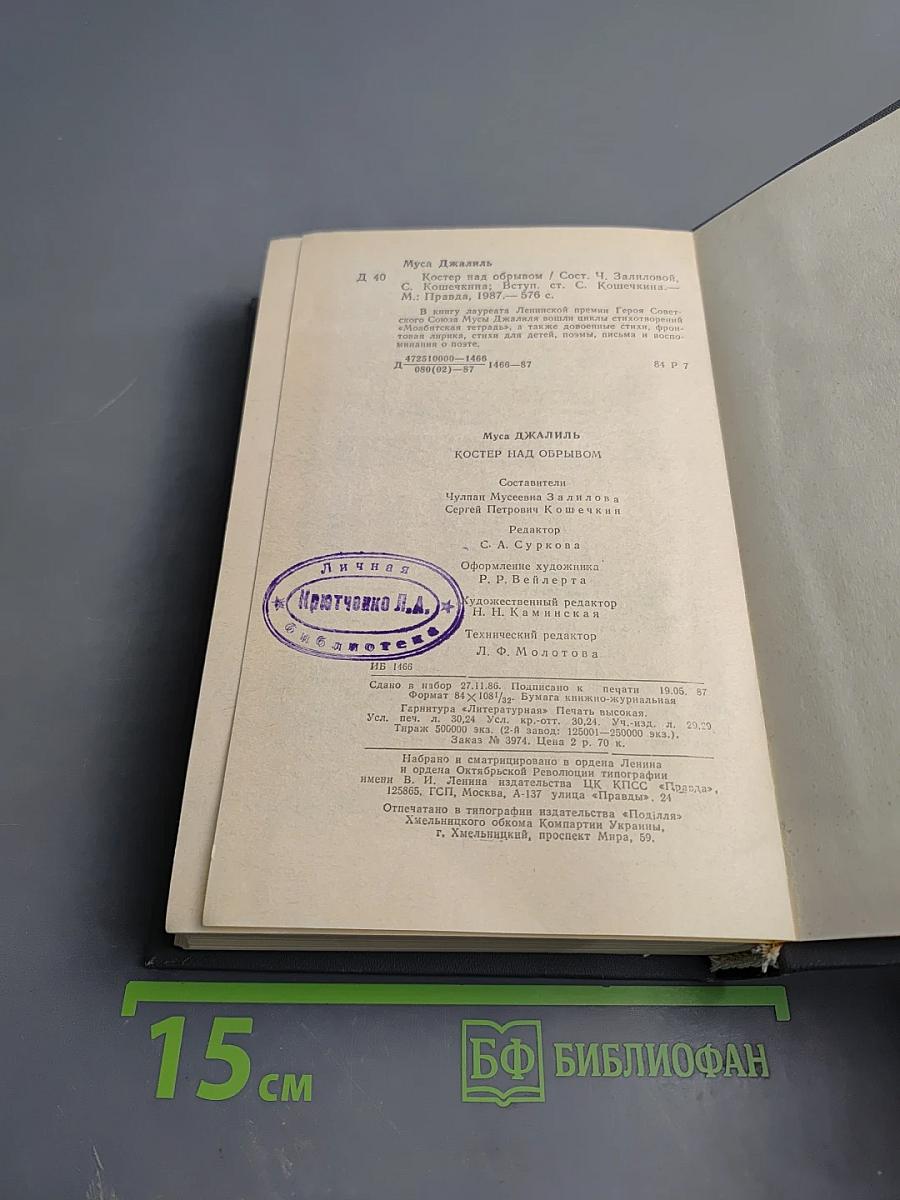 Муса Джалиль
Д 40 Костер над обрывом / Сост. Ч. Залиловой,
С. Кошечкина; Вступ. ст. С. Кошечкина.—
М.: Правда, 1987.— 576 с.
В книгу лауреата Ленинской премии Героя Совет-
ского Союза Мусы Джалиля вошли циклы стихотворений
«Моабитская тетрадь», а также довоенные стихи, фрон-
товая лирика, стихи для детей, поэмы, письма и воспо-
минания о поэте.
Д 472510000—1466 1466—87 84 Р 7
080(02)—87
Муса ДЖАЛИЛЬ
КОСТЕР НАД ОБРЫВОМ
Составители
Чулпан Мусеевна Залилова
Сергей Петрович Кошечкин
Редактор
С. А. Суркова
Оформление художника
Р. Р. Вейлерта
Художественный редактор
Н. Н. Каминская
Технический редактор
Л. Ф. Молотова
Личная
Крютченко Л.А.
библиотека
ИБ 1466
Сдано в набор 27.11.86. Подписано к печати 19.05. 87
Формат 84×108 1/32. Бумага книжно-журнальная
Гарнитура «Литературная» Печать высокая.
Усл. печ. л. 30,24 Усл. кр.-отт. 30,24. Уч.-изд. л. 29,29
Тираж 500000 экз. (2-й завод: 125001—250000 экз.).
Заказ № 3974. Цена 2 р. 70 к.
Набрано и сматрицировано в ордена Ленина
и ордена Октябрьской Революции типографии
имени В. И. Ленина издательства ЦК КПСС «Правда»,
125865, ГСП, Москва, А-137 улица «Правды». 24
Отпечатано в типографии издательства «Поділля»
Хмельницкого обкома Компартии Украины,
г. Хмельницкий, проспект Мира, 59.
15 см
БФ БИБЛИОФАН